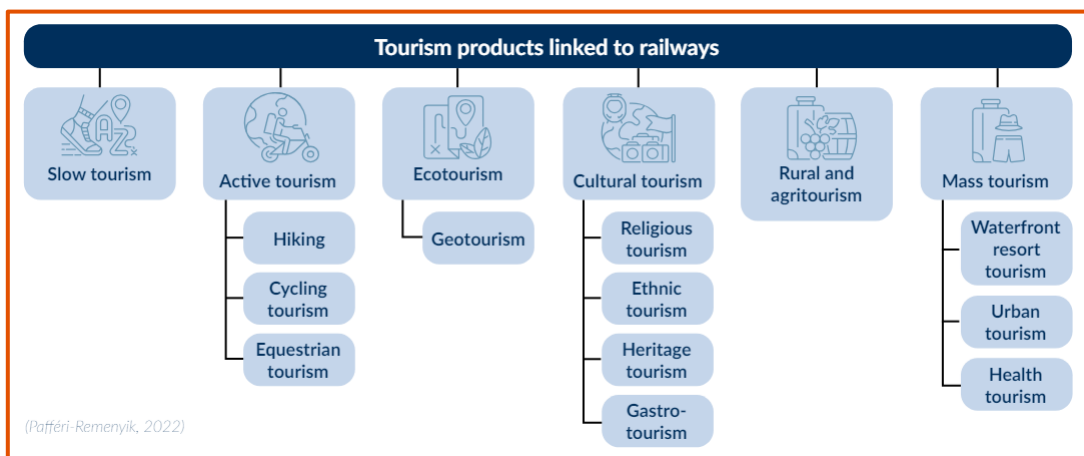 Tourism products linked to railways
Slow tourism
Active tourism
Hiking
Cycling
tourism
Equestrian
tourism
Ecotourism
Geotourism
Cultural tourism
Religious
tourism
Ethnic
tourism
Heritage
tourism
Gastro-
tourism
Rural and
agritourism
Mass tourism
Waterfront
resort
tourism
Urban
tourism
Health
tourism
(Pafféri-Remenyik, 2022)
AZ